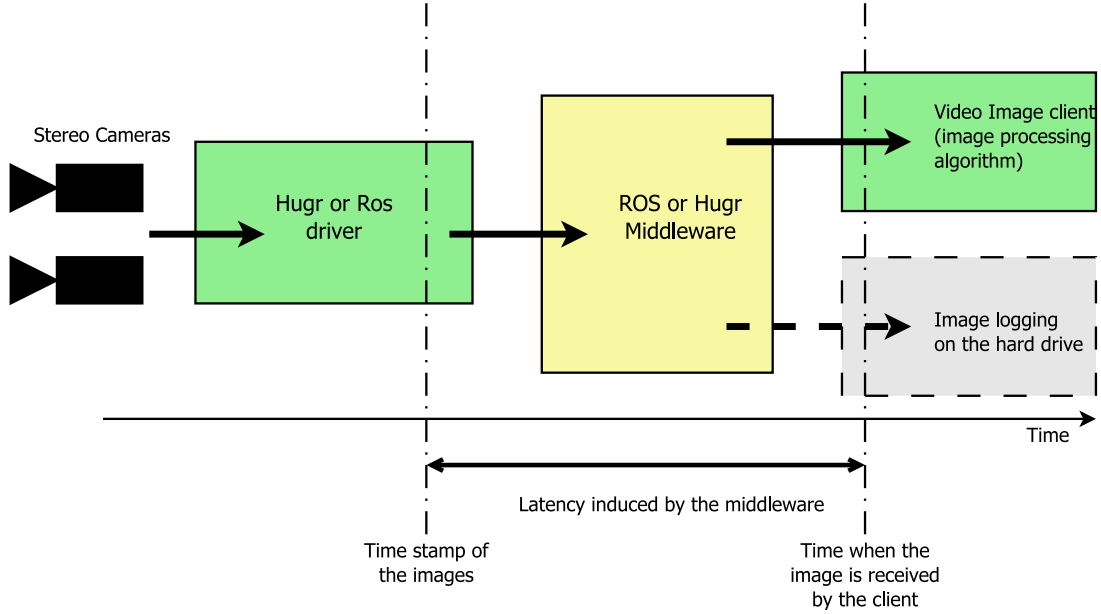 Stereo Cameras
Hugr or Ros
driver
ROS or Hugr
Middleware
Video Image client
(image processing
algorithm)
Image logging
on the hard drive
Time
Latency induced by the middleware
Time stamp of
the images
Time when the
image is received
by the client